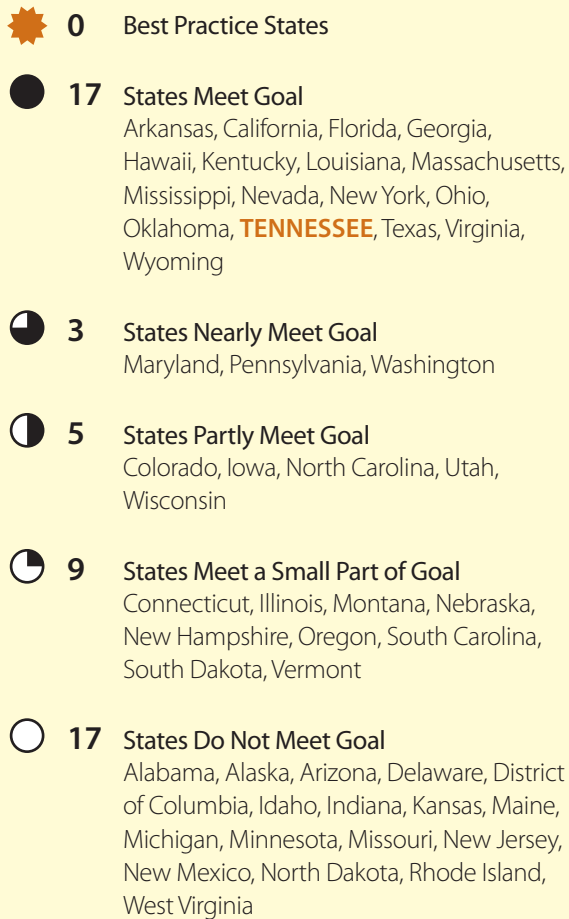 0 Best Practice States
17 States Meet Goal
Arkansas, California, Florida, Georgia,
Hawaii, Kentucky, Louisiana, Massachusetts,
Mississippi, Nevada, New York, Ohio,
Oklahoma, TENNESSEE, Texas, Virginia,
Wyoming
3 States Nearly Meet Goal
Maryland, Pennsylvania, Washington
5 States Partly Meet Goal
Colorado, Iowa, North Carolina, Utah,
Wisconsin
9 States Meet a Small Part of Goal
Connecticut, Illinois, Montana, Nebraska,
New Hampshire, Oregon, South Carolina,
South Dakota, Vermont
17 States Do Not Meet Goal
Alabama, Alaska, Arizona, Delaware, District
of Columbia, Idaho, Indiana, Kansas, Maine,
Michigan, Minnesota, Missouri, New Jersey,
New Mexico, North Dakota, Rhode Island,
West Virginia